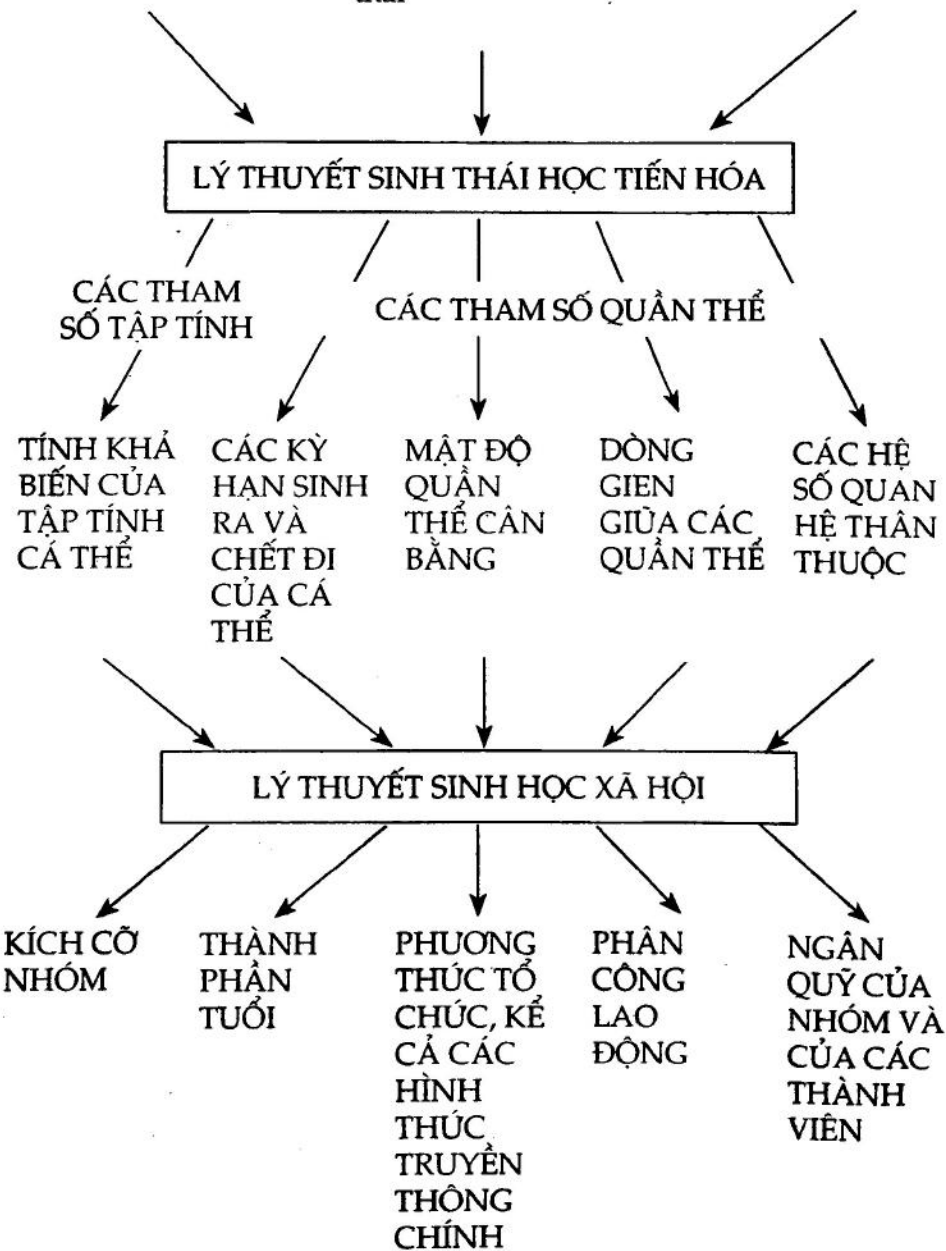 LÝ THUYẾT SINH THÁI HỌC TIẾN HÓA
CÁC THAM
SỐ TẬP TÍNH
CÁC THAM SỐ QUẦN THỂ
TÍNH KHẢ
BIẾN CỦA
TẬP TÍNH
CÁ THỂ
CÁC KỲ
HẠN SINH
RA VÀ
CHẾT ĐI
CỦA CÁ
THỂ
MẬT ĐỘ
QUẦN
THỂ CÂN
BẰNG
DÒNG
GIEN
GIỮA CÁC
QUẦN THỂ
CÁC HỆ
SỐ QUAN
HỆ THÂN
THUỘC
LÝ THUYẾT SINH HỌC XÃ HỘI
KÍCH CỠ
NHÓM
THÀNH
PHẦN
TUỔI
PHƯƠNG
THỨC TỔ
CHỨC, KỂ
CẢ CÁC
HÌNH
THỨC
TRUYỀN
THÔNG
CHÍNH
PHÂN
CÔNG
LAO
ĐỘNG
NGÂN
QUỸ CỦA
NHÓM VÀ
CỦA CÁC
THÀNH
VIÊN